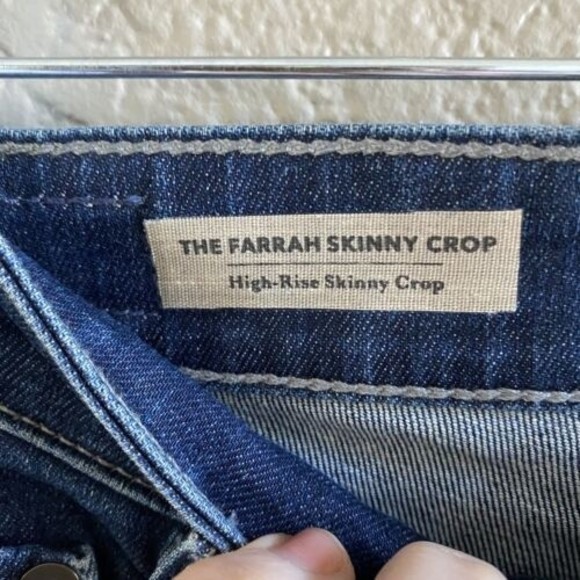 THE FARRAH SKINNY CROP
High-Rise Skinny Crop